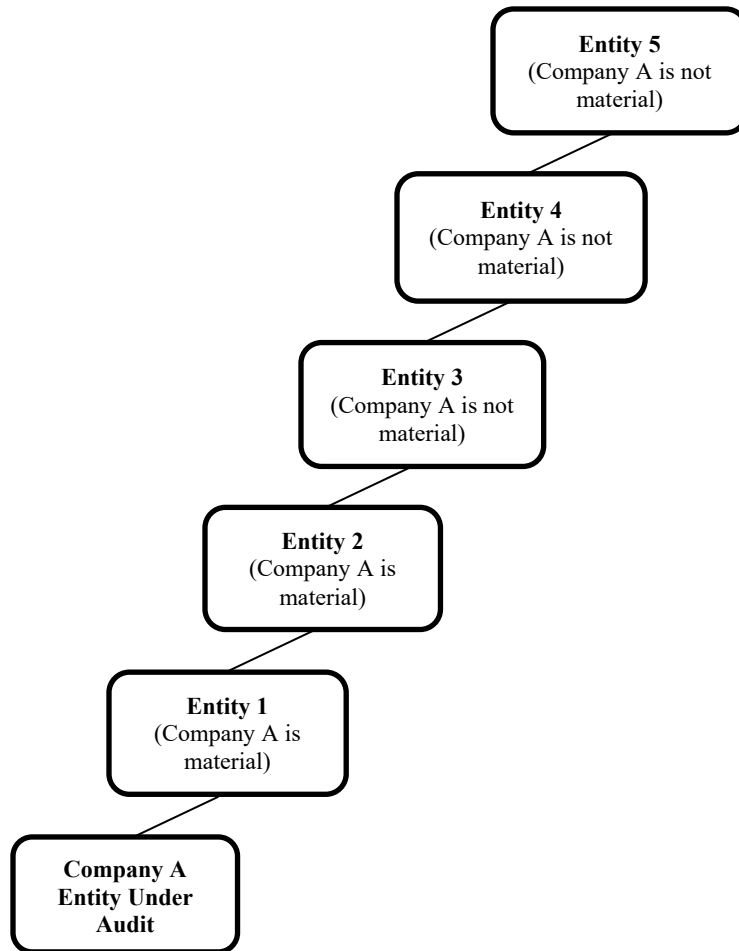 Entity 5
(Company A is not
material)
Entity 4
(Company A is not
material)
Entity 3
(Company A is not
material)
Entity 2
(Company A is
material)
Entity 1
(Company A is
material)
Company A
Entity Under
Audit